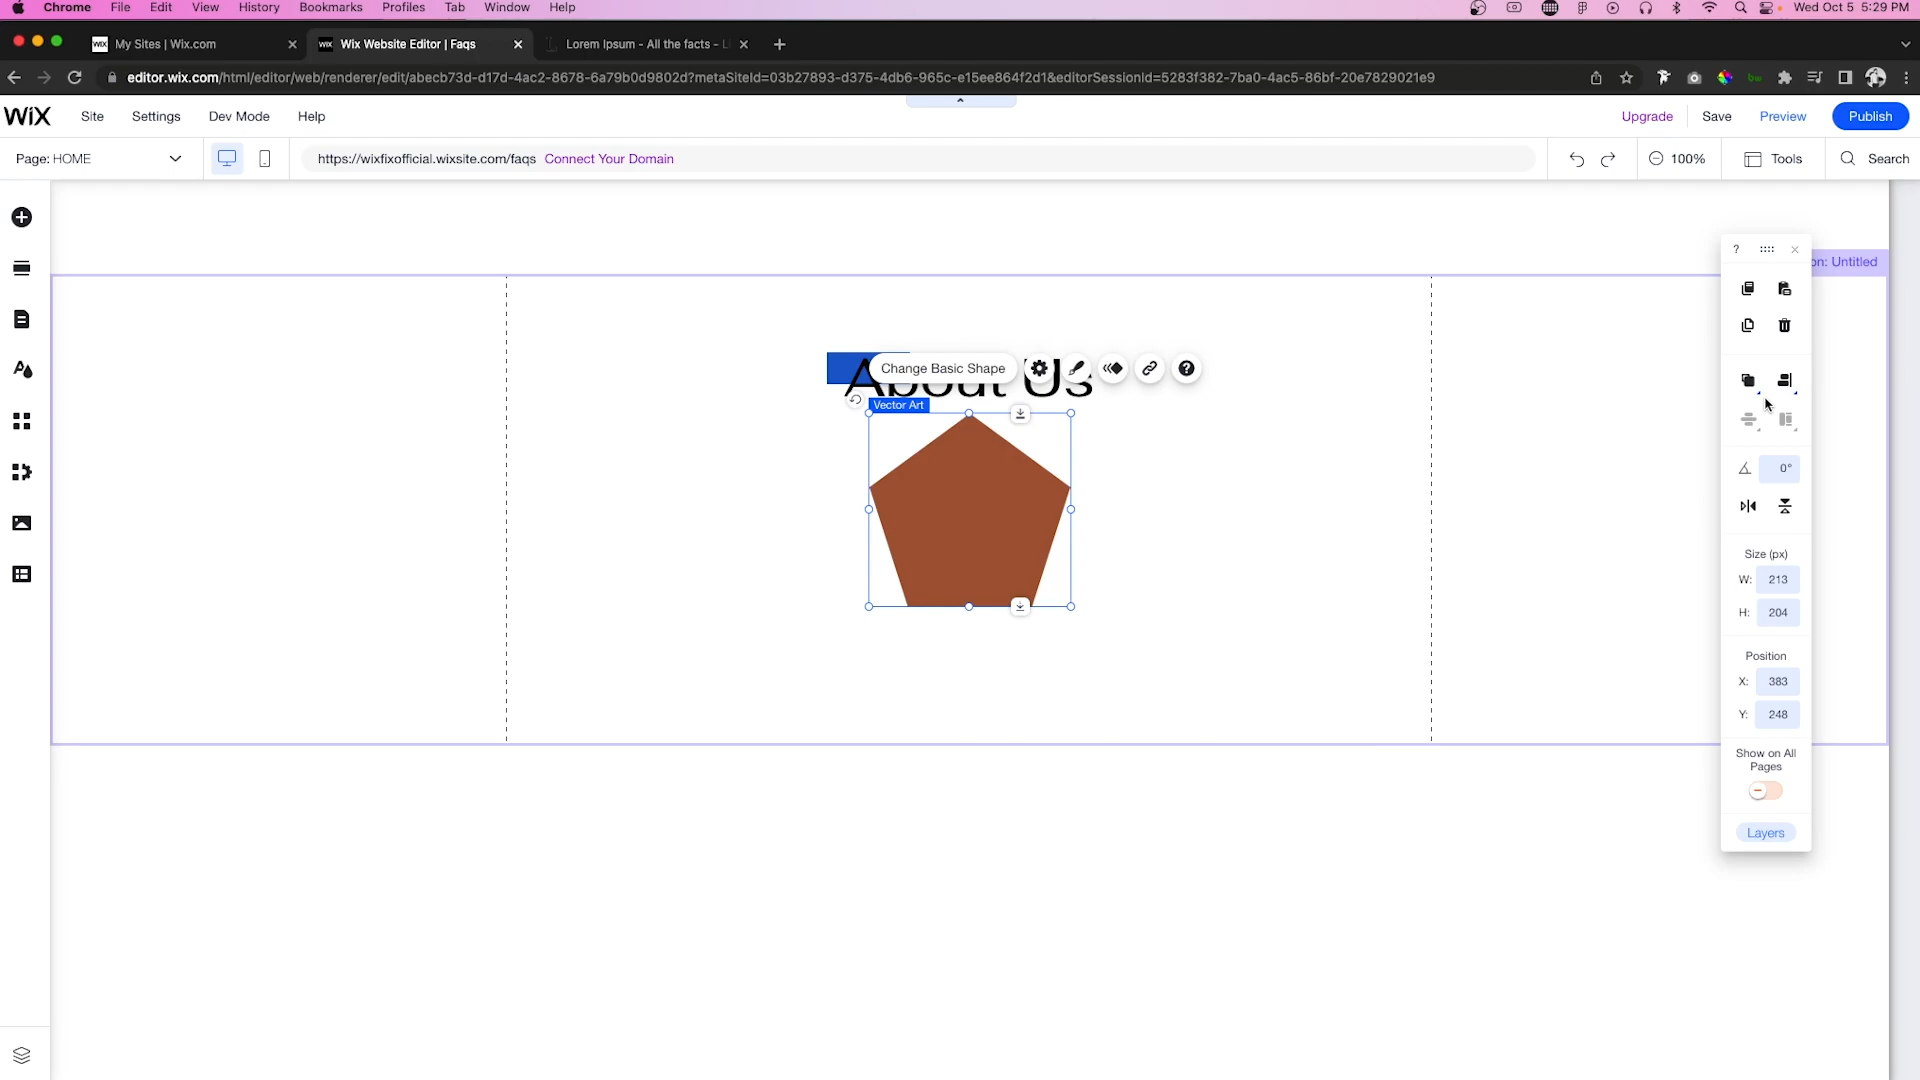 Chrome File Edit View History Bookmarks Profiles Tab Window Help Wed Oct 5 5:29 PM
WiX My Sites | Wix.com WiX Wix Website Editor | Faqs Lorem Ipsum - All the facts - L
editor.wix.com/html/editor/web/renderer/edit/abecb73d-d17d-4ac2-8678-6a79b0d9802d?metaSiteId=03b27893-d375-4db6-965c-e15ee864f2d1&editorSessionId=5283f382-7ba0-4ac5-86bf-20e7829021e9
WiX Site Settings Dev Mode Help Upgrade Save Preview Publish
Page: HOME https://wixfixofficial.wixsite.com/faqs Connect Your Domain 100% Tools Search
on: Untitled
Change Basic Shape
About Us
Vector Art
0°
Size (px)
W: 213
H: 204
Position
X: 383
Y: 248
Show on All
Pages
Layers